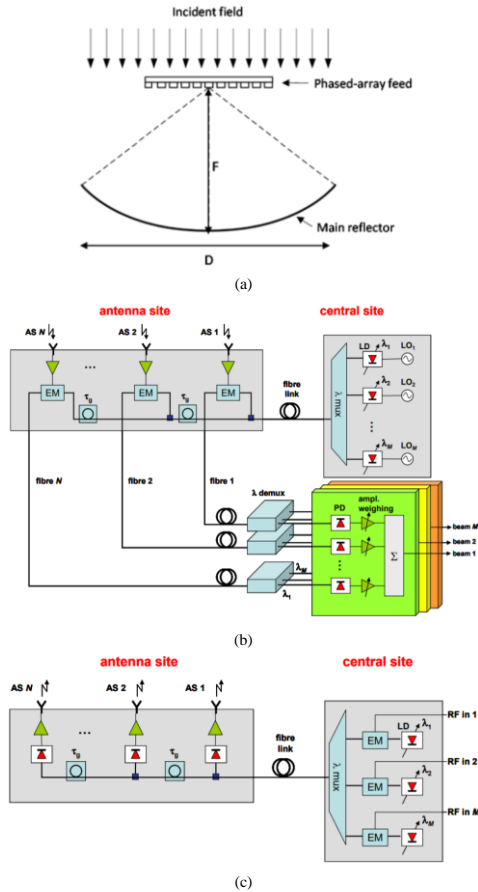 Incident field
Phased-array feed
F
Main reflector
D
(a)
antenna site
central site
AS N
AS 2
AS 1
...
EM
EM
EM
τg
τg
fibre link
λ mux
LD
λ1
LO1
λ2
LO2
λM
LOM
fibre N
fibre 2
fibre 1
λ demux
PD
ampl. weighing
Σ
λM
λ1
beam M
beam 2
beam 1
(b)
antenna site
central site
AS N
AS 2
AS 1
...
τg
τg
fibre link
λ mux
RF in 1
EM
LD
λ1
RF in 2
EM
λ2
RF in M
EM
λM
(c)